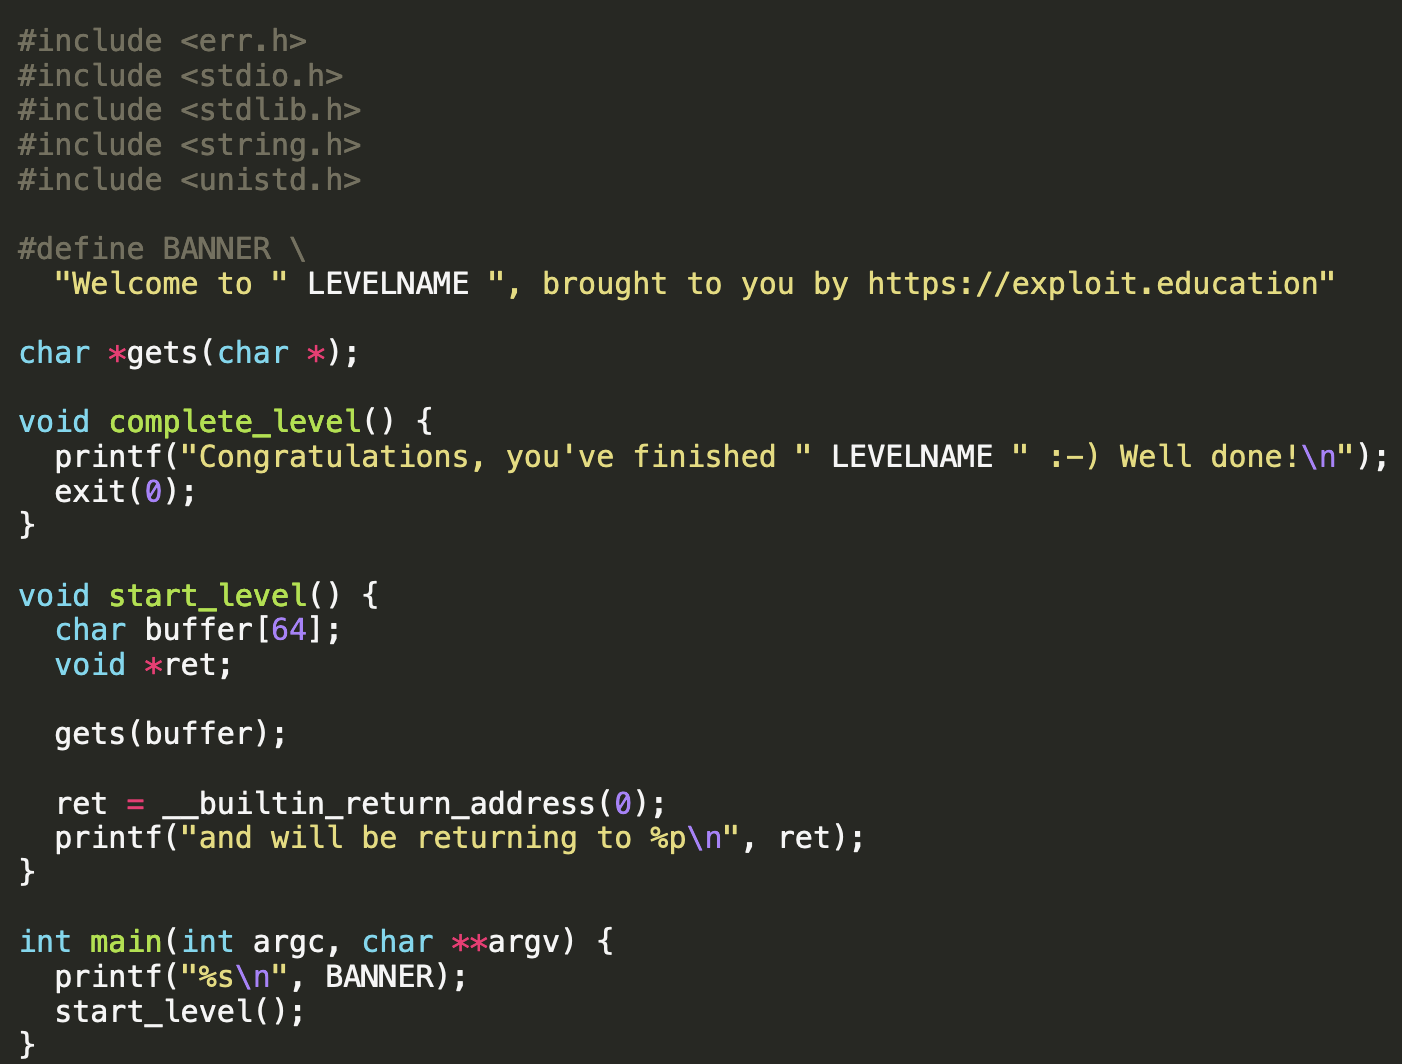 #include <err.h>
#include <stdio.h>
#include <stdlib.h>
#include <string.h>
#include <unistd.h>

#define BANNER \
  "Welcome to " LEVELNAME ", brought to you by https://exploit.education"

char *gets(char *);

void complete_level() {
  printf("Congratulations, you've finished " LEVELNAME " :-) Well done!\n");
  exit(0);
}

void start_level() {
  char buffer[64];
  void *ret;

  gets(buffer);

  ret = __builtin_return_address(0);
  printf("and will be returning to %p\n", ret);
}

int main(int argc, char **argv) {
  printf("%s\n", BANNER);
  start_level();
}